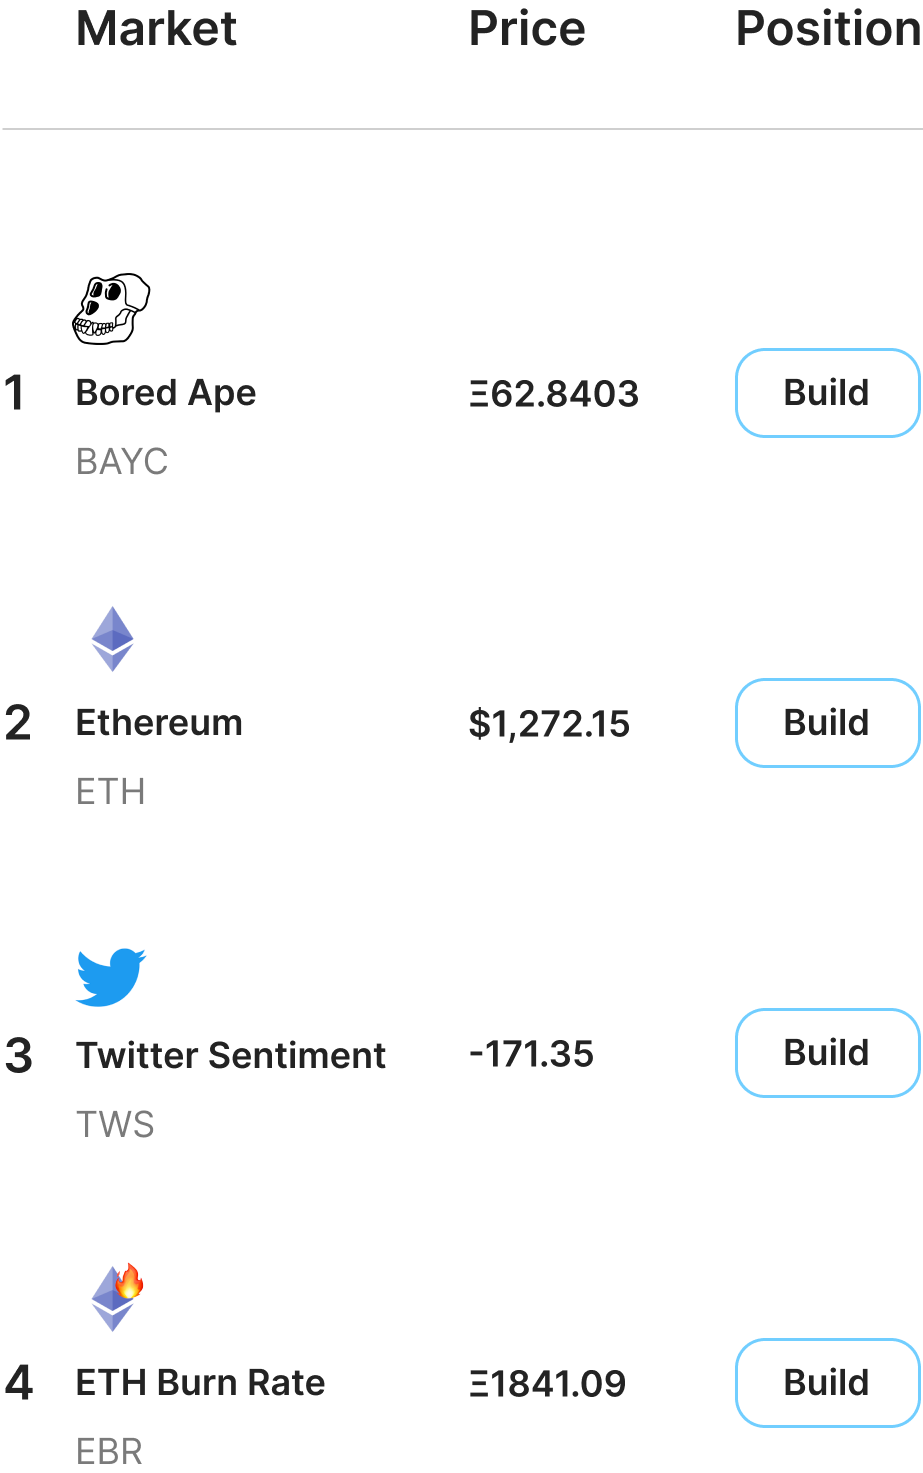 Market Price Position
1 Bored Ape Ξ62.8403 Build
BAYC
2 Ethereum $1,272.15 Build
ETH
3 Twitter Sentiment -171.35 Build
TWS
4 ETH Burn Rate Ξ1841.09 Build
EBR